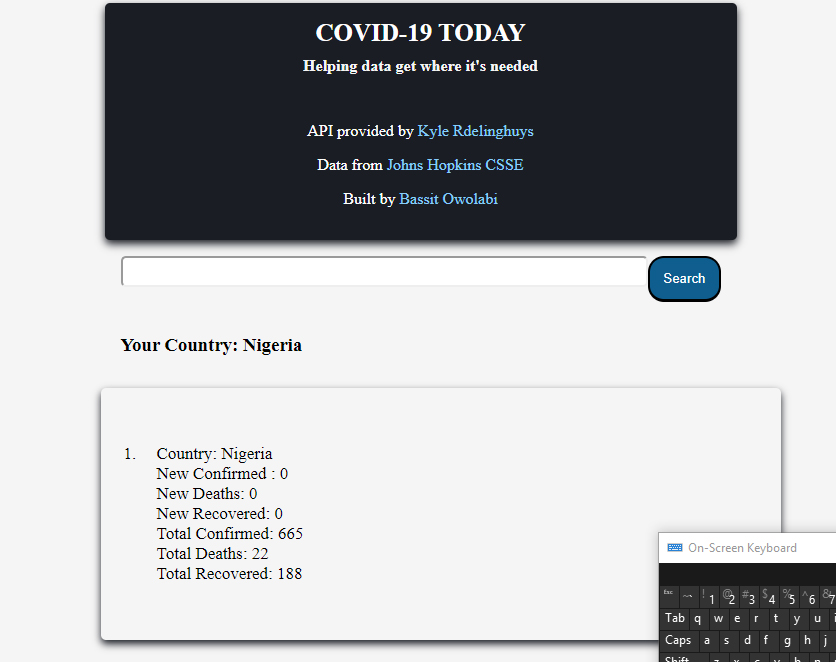 COVID-19 TODAY
Helping data get where it's needed
API provided by Kyle Rdelinghuys
Data from Johns Hopkins CSSE
Built by Bassit Owolabi
Search
Your Country: Nigeria
1. Country: Nigeria
New Confirmed : 0
New Deaths: 0
New Recovered: 0
Total Confirmed: 665
Total Deaths: 22
Total Recovered: 188
On-Screen Keyboard
Esc ~ ! 1 @ 2 # 3 $ 4 % 5 ^ 6 & 7
Tab q w e r t y u i
Caps a s d f g h j
Shift z x c v b n